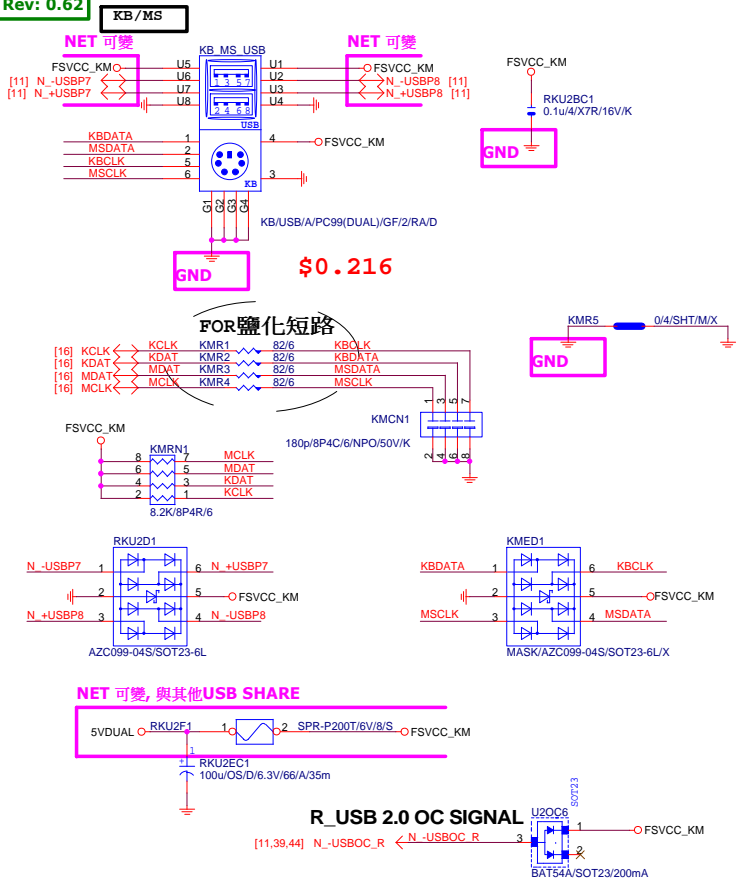 Rev: 0.62
KB/MS
NET 可變
KB_MS_USB
NET 可變
FSVCC_KM
U5
U1
FSVCC_KM
[11] N_-USBP7
U6
U2
N_-USBP8 [11]
[11] N_+USBP7
U7
U3
N_+USBP8 [11]
U8
U4
1 3 5 7
2 4 6 8
USB
FSVCC_KM
RKU2BC1
0.1u/4/X7R/16V/K
GND
KBDATA
1
4
FSVCC_KM
MSDATA
2
KBCLK
5
MSCLK
6
3
KB
G1
G2
G3
G4
KB/USB/A/PC99(DUAL)/GF/2/RA/D
GND
$0.216
FOR鹽化短路
[16] KCLK
KCLK
KMR1
82/6
KBCLK
[16] KDAT
KDAT
KMR2
82/6
KBDATA
[16] MDAT
MDAT
KMR3
82/6
MSDATA
[16] MCLK
MCLK
KMR4
82/6
MSCLK
KMR5
0/4/SHT/M/X
GND
1
3
5
7
KMCN1
180p/8P4C/6/NPO/50V/K
2
4
6
8
FSVCC_KM
KMRN1
8
7
MCLK
6
5
MDAT
4
3
KDAT
2
1
KCLK
8.2K/8P4R/6
RKU2D1
N_-USBP7
1
6
N_+USBP7
2
5
FSVCC_KM
N_+USBP8
3
4
N_-USBP8
AZC099-04S/SOT23-6L
KMED1
KBDATA
1
6
KBCLK
2
5
FSVCC_KM
MSCLK
3
4
MSDATA
MASK/AZC099-04S/SOT23-6L/X
NET 可變, 與其他USB SHARE
5VDUAL
RKU2F1
1
2
SPR-P200T/6V/8/S
FSVCC_KM
1
+
RKU2EC1
100u/OS/D/6.3V/66/A/35m
R_USB 2.0 OC SIGNAL
SOT23
U2OC6
[11,39,44] N_-USBOC_R
N_-USBOC_R
3
1
FSVCC_KM
2
BAT54A/SOT23/200mA